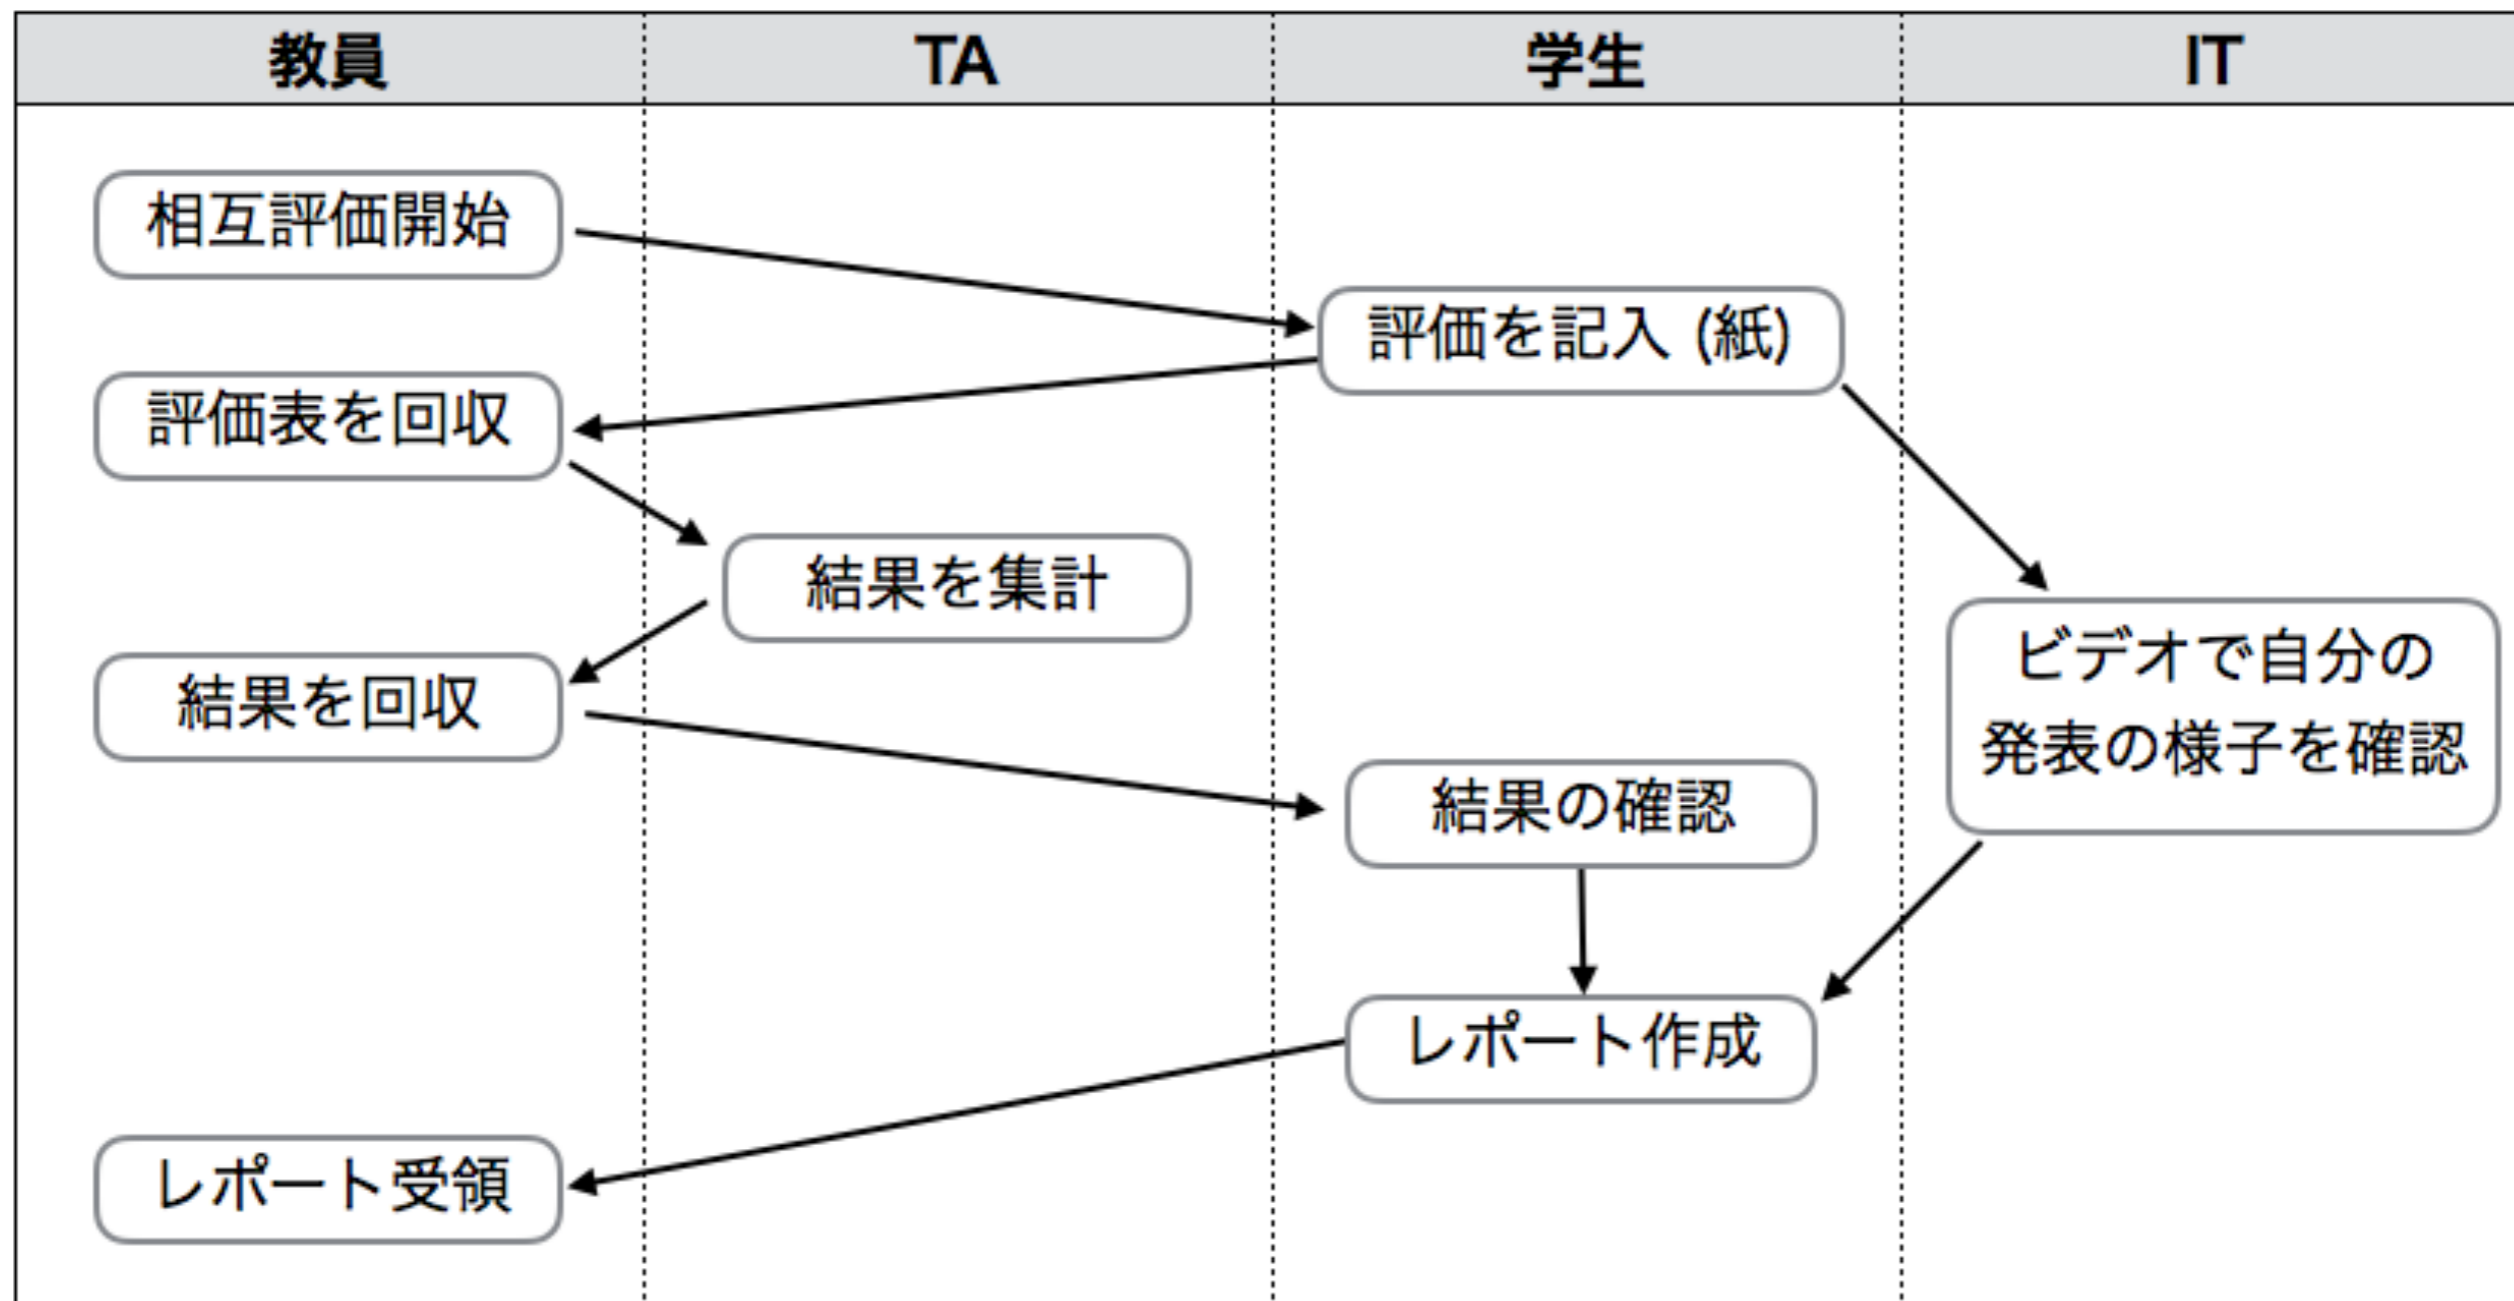 教員
TA
学生
IT
相互評価開始
評価を記入 (紙)
評価表を回収
結果を集計
ビデオで自分の
発表の様子を確認
結果を回収
結果の確認
レポート作成
レポート受領